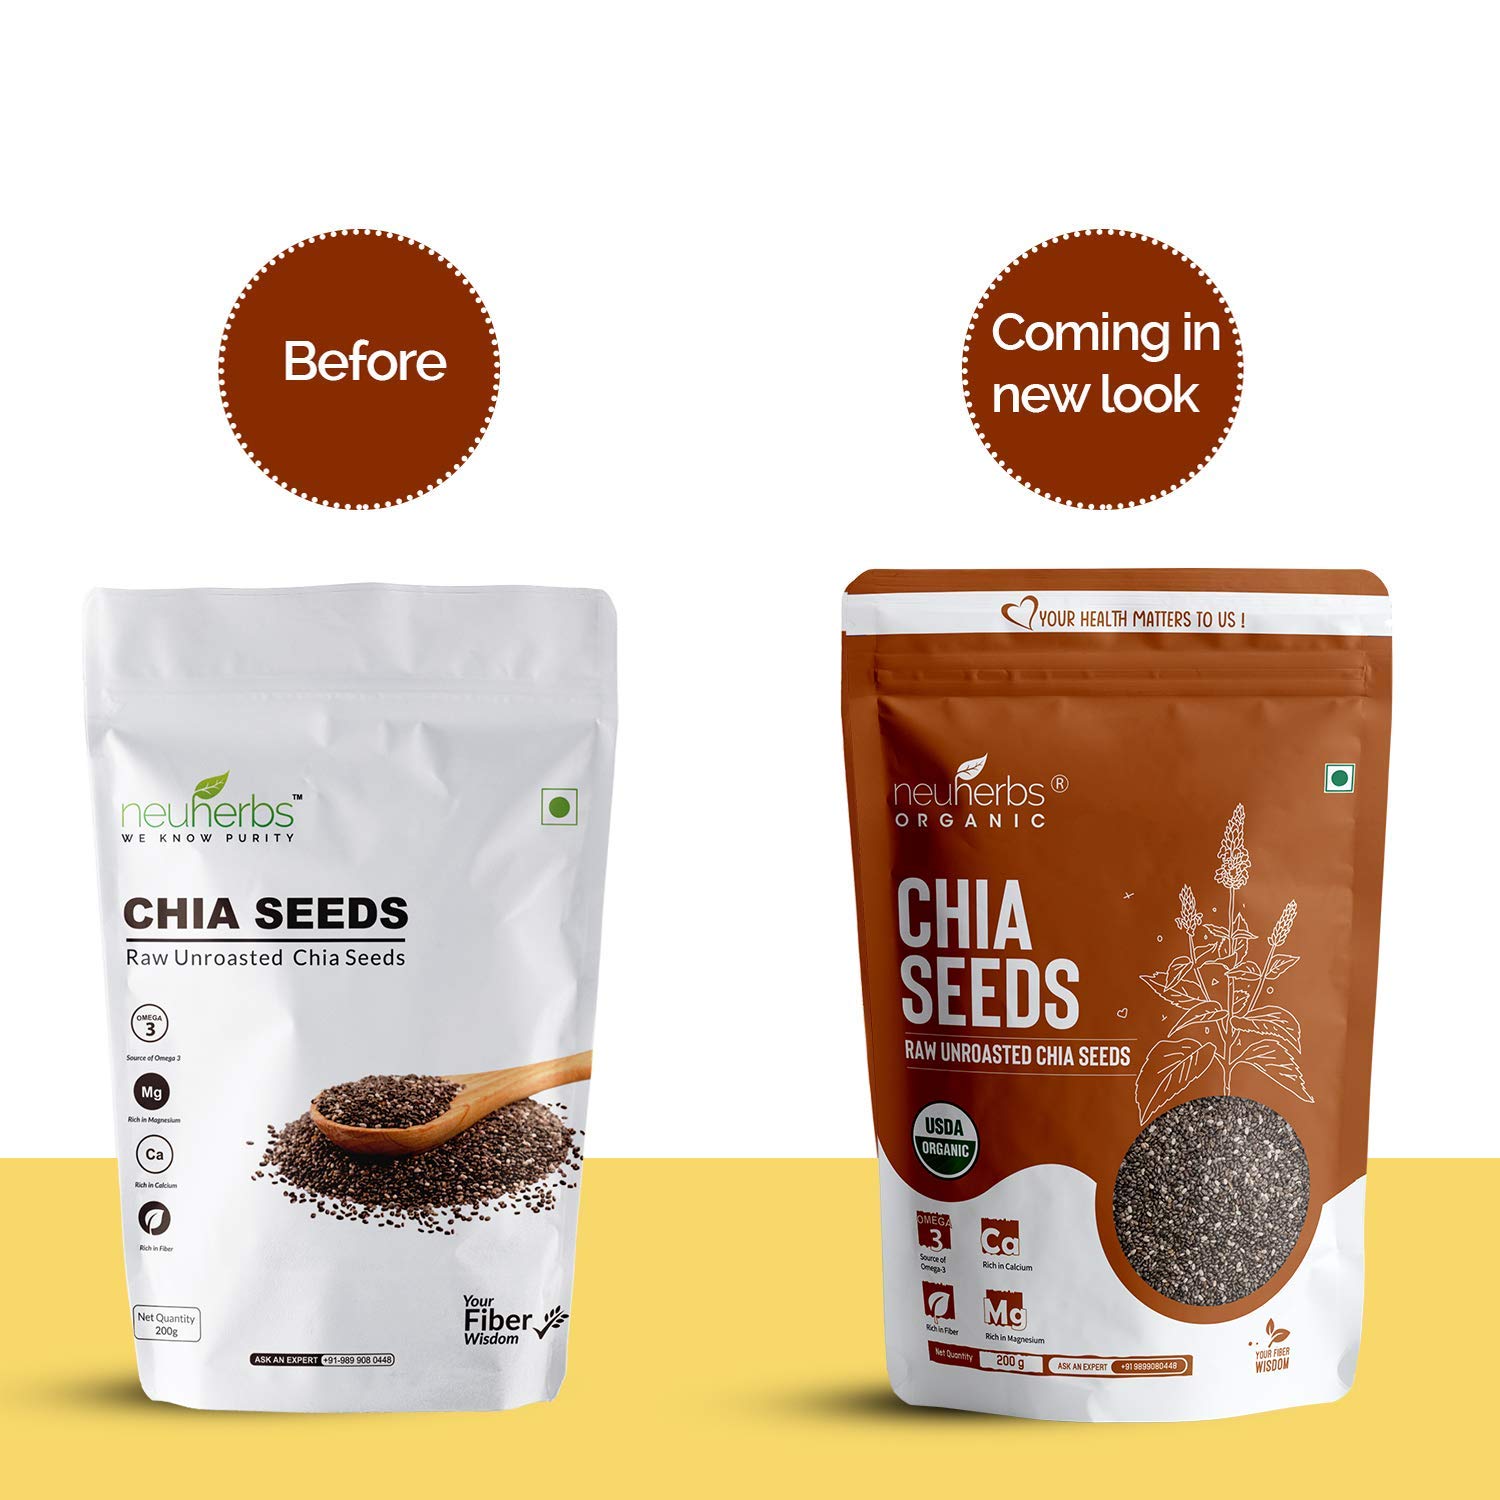 Before
Coming in
new look
neuherbs™
WE KNOW PURITY
CHIA SEEDS
Raw Unroasted Chia Seeds
OMEGA
3
Source of Omega 3
Mg
Rich in Magnesium
Ca
Rich in Calcium
Rich in Fiber
Net Quantity
200g
Your
Fiber
Wisdom
ASK AN EXPERT +91-989 908 0448
YOUR HEALTH MATTERS TO US !
neuherbs®
ORGANIC
CHIA
SEEDS
RAW UNROASTED CHIA SEEDS
USDA
ORGANIC
OMEGA
3
Source of
Omega-3
Ca
Rich in Calcium
Rich in Fiber
Mg
Rich in Magnesium
Net Quantity 200 g
ASK AN EXPERT +91 9899080448
YOUR FIBER
WISDOM